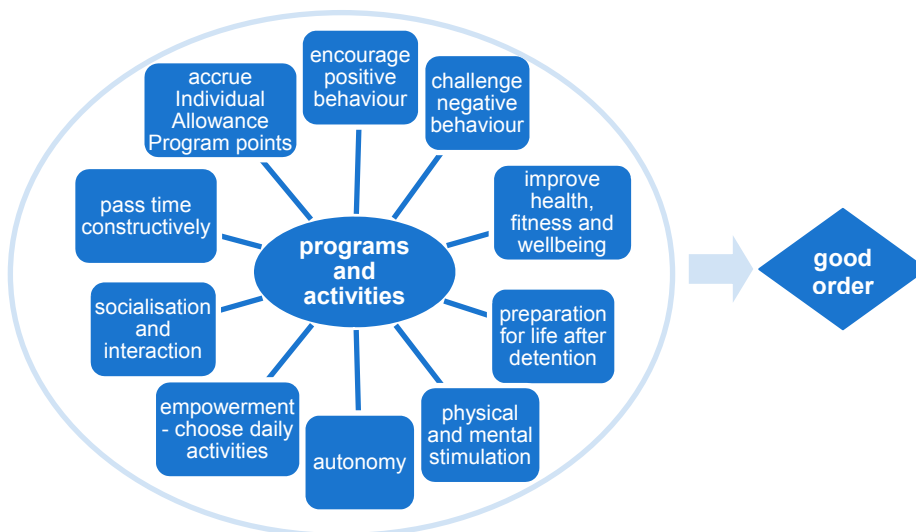 encourage
positive
behaviour
challenge
negative
behaviour
accrue
Individual
Allowance
Program points
improve
health,
fitness and
wellbeing
pass time
constructively
programs
and
activities
good
order
socialisation
and
interaction
preparation
for life after
detention
empowerment
- choose daily
activities
autonomy
physical
and mental
stimulation